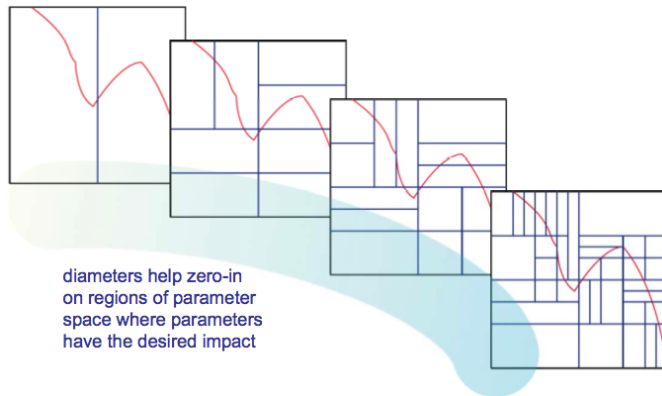 diameters help zero-in
on regions of parameter
space where parameters
have the desired impact